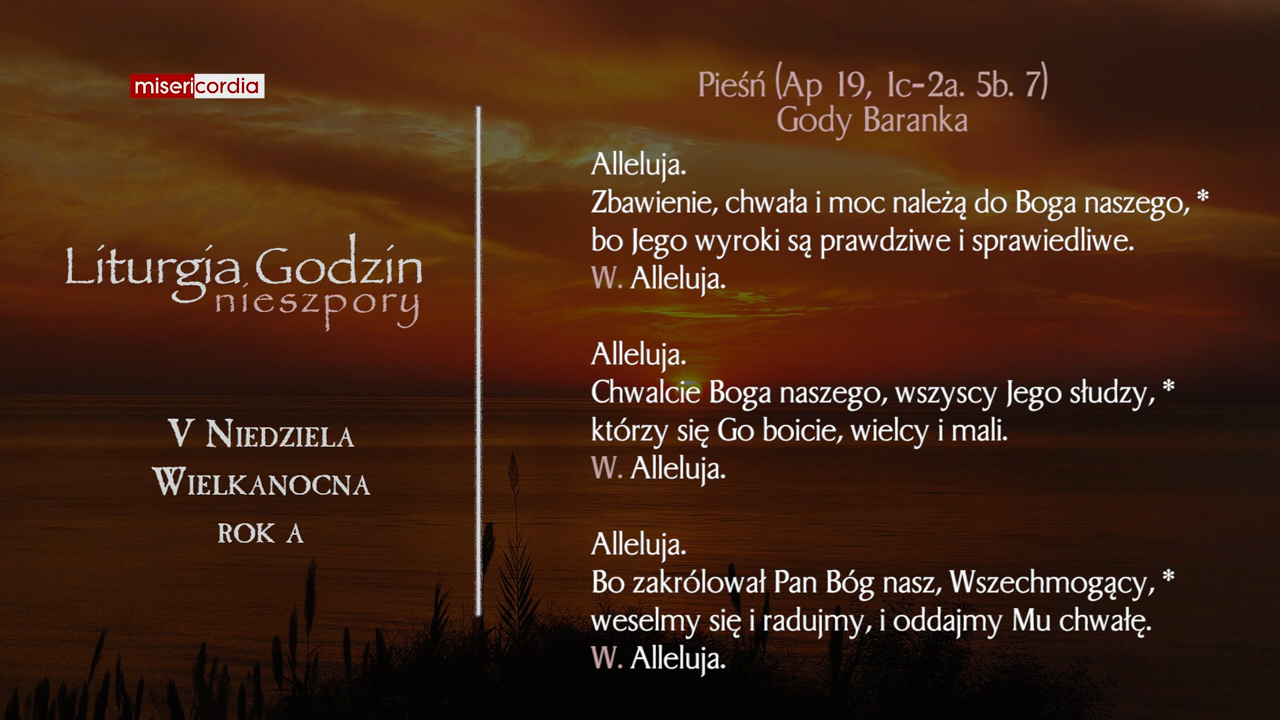 misericordia
Liturgia Godzin
nieszpory
V Niedziela
Wielkanocna
rok a
Pieśń (Ap 19, 1c-2a. 5b. 7)
Gody Baranka
Alleluja.
Zbawienie, chwała i moc należą do Boga naszego, *
bo Jego wyroki są prawdziwe i sprawiedliwe.
W. Alleluja.
Alleluja.
Chwalcie Boga naszego, wszyscy Jego słudzy, *
którzy się Go boicie, wielcy i mali.
W. Alleluja.
Alleluja.
Bo zakrólował Pan Bóg nasz, Wszechmogący, *
weselmy się i radujmy, i oddajmy Mu chwałę.
W. Alleluja.